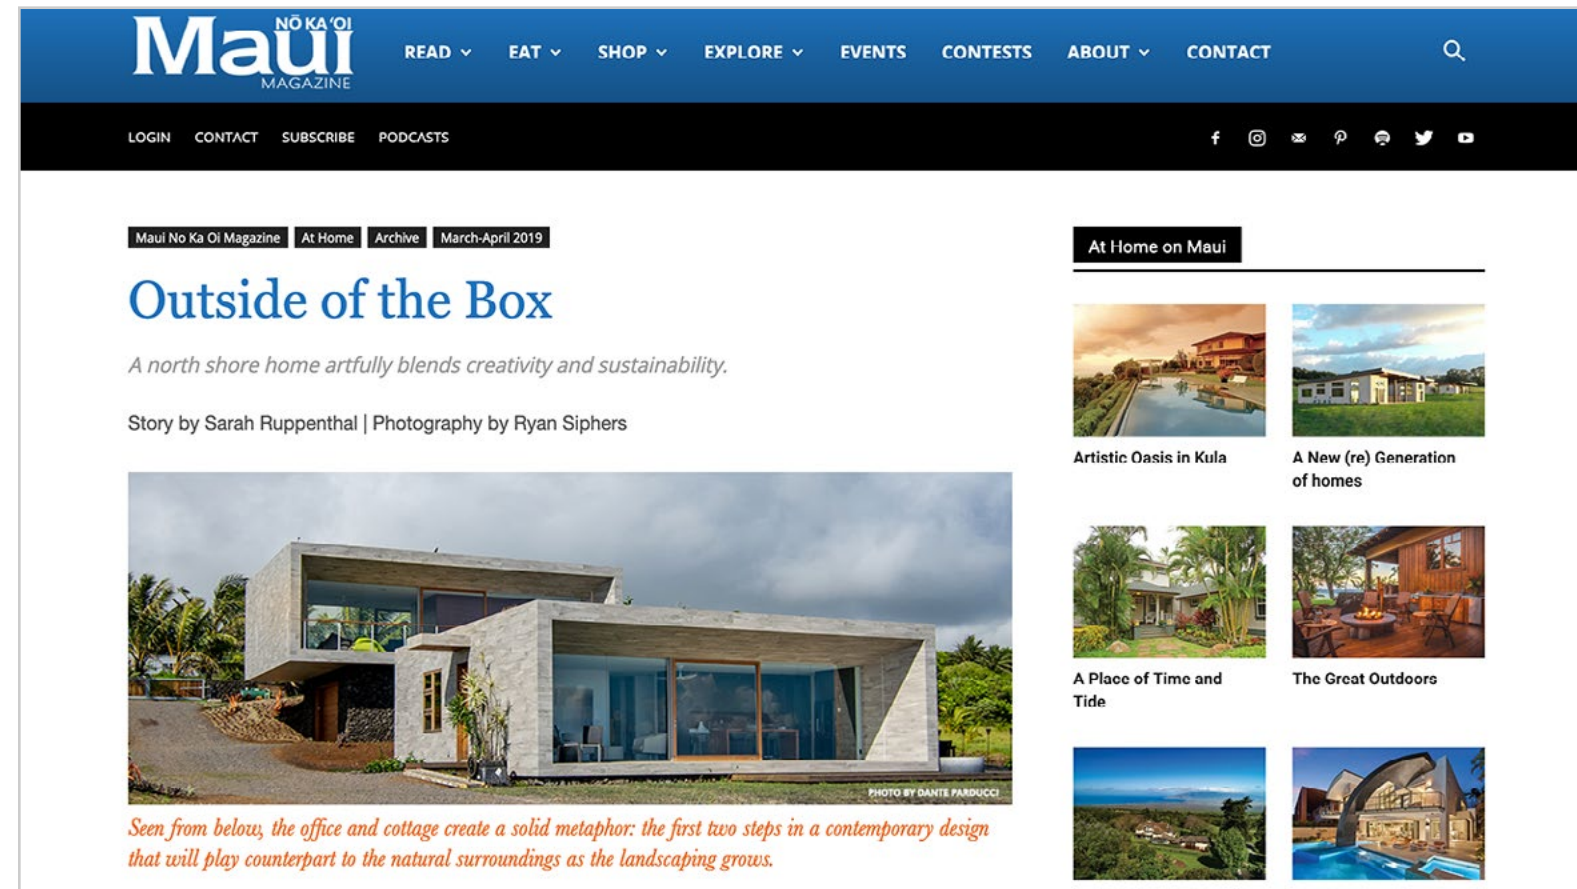 NŌ KA ʻOI
Maui
MAGAZINE
READ
EAT
SHOP
EXPLORE
EVENTS
CONTESTS
ABOUT
CONTACT
LOGIN
CONTACT
SUBSCRIBE
PODCASTS
Maui No Ka Oi Magazine
At Home
Archive
March-April 2019
Outside of the Box
A north shore home artfully blends creativity and sustainability.
Story by Sarah Ruppenthal | Photography by Ryan Siphers
PHOTO BY DANTE PARDUCCI
Seen from below, the office and cottage create a solid metaphor: the first two steps in a contemporary design
that will play counterpart to the natural surroundings as the landscaping grows.
At Home on Maui
Artistic Oasis in Kula
A New (re) Generation
of homes
A Place of Time and
Tide
The Great Outdoors